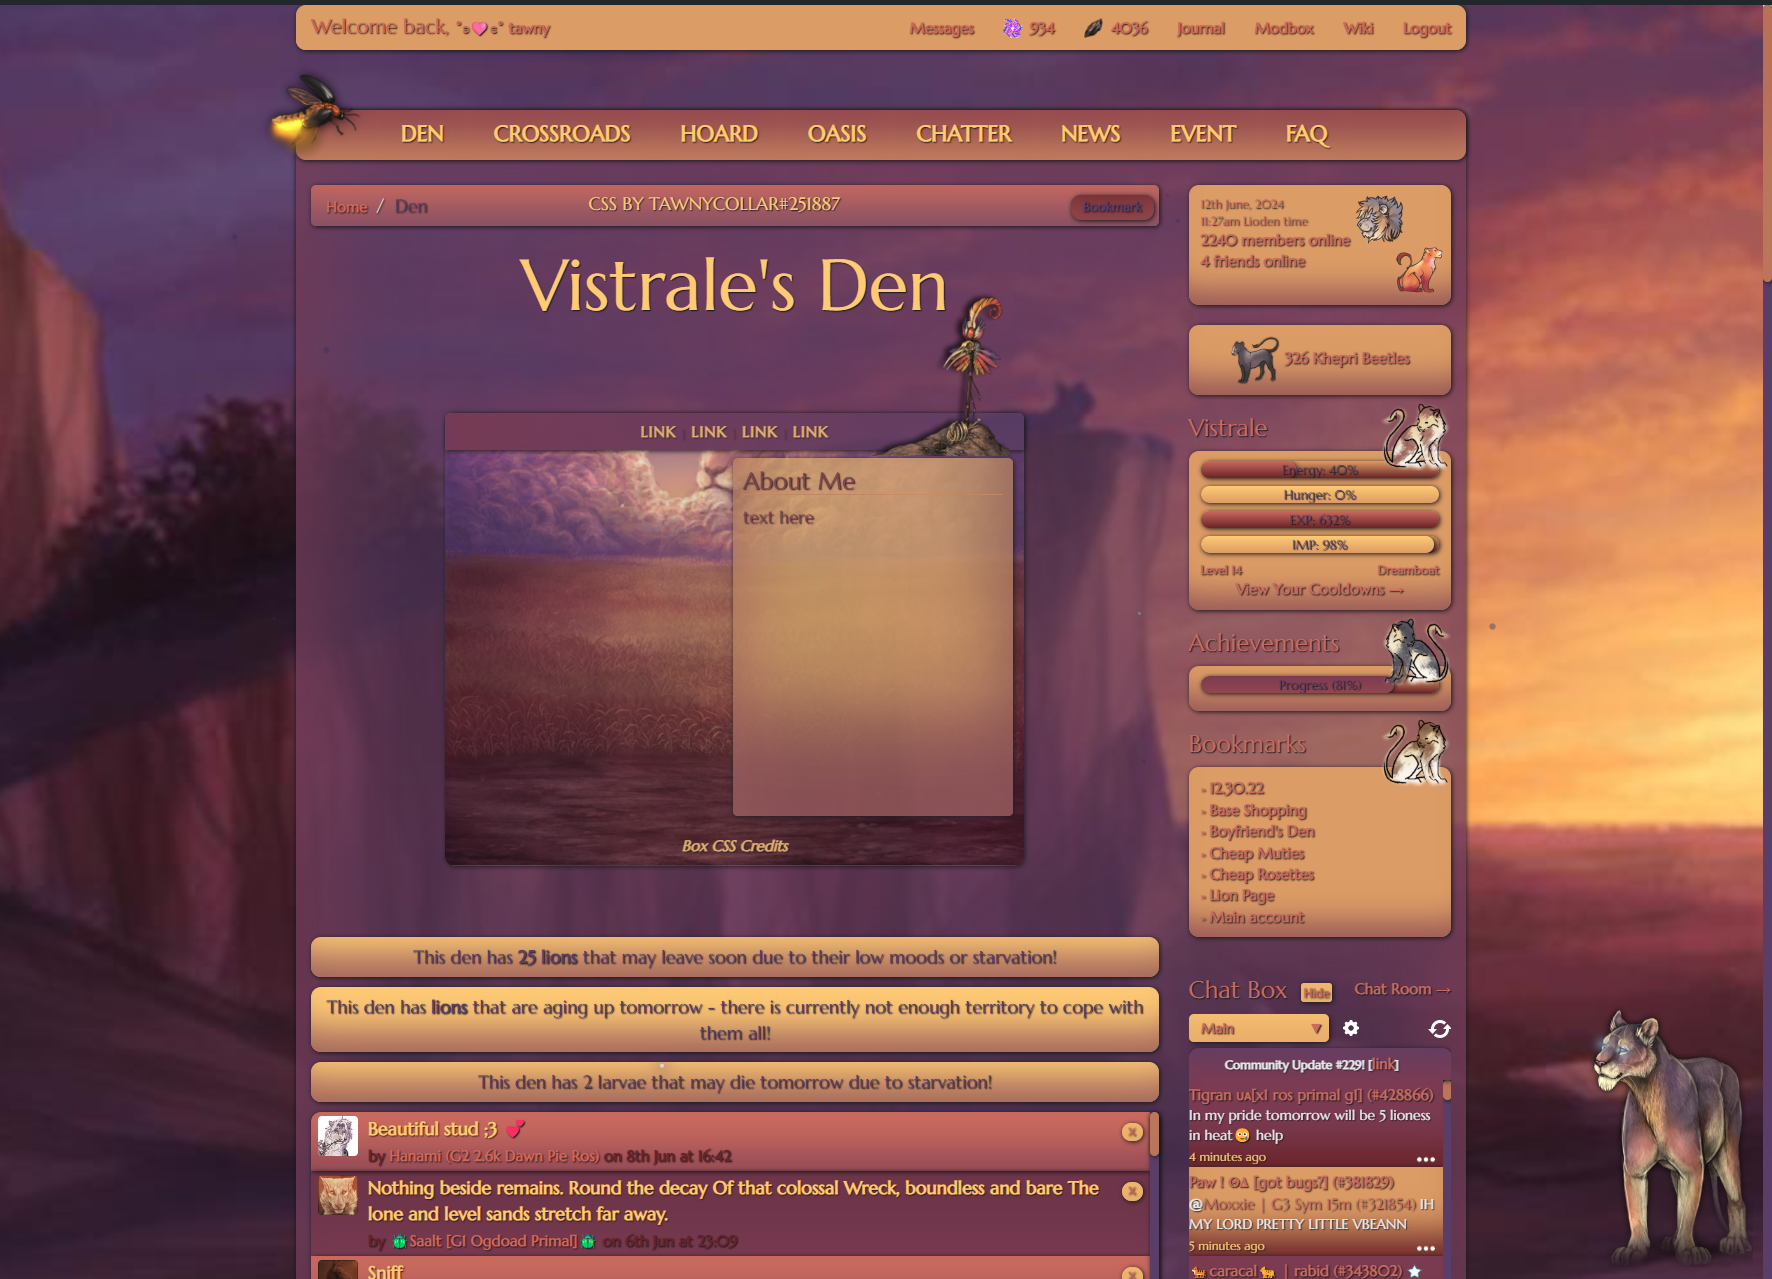 Welcome back, °๑💗๑° tawny
Messages 934 4036 Journal Modbox Wiki Logout
DEN CROSSROADS HOARD OASIS CHATTER NEWS EVENT FAQ
Home / Den
CSS BY TAWNYCOLLAR#251887
Bookmark
Vistrale's Den
LINK | LINK | LINK | LINK
About Me
text here
Box CSS Credits
This den has 25 lions that may leave soon due to their low moods or starvation!
This den has lions that are aging up tomorrow - there is currently not enough territory to cope with
them all!
This den has 2 larvae that may die tomorrow due to starvation!
Beautiful stud ;3 💕
by Hanami (G2 2.6k Dawn Pie Ros) on 8th Jun at 16:42
x
Nothing beside remains. Round the decay Of that colossal Wreck, boundless and bare The
lone and level sands stretch far away.
by Saalt [G1 Ogdoad Primal] on 6th Jun at 23:09
x
Sniff
x
12th June, 2024
11:27am Lioden time
2240 members online
4 friends online
326 Khepri Beetles
Vistrale
Energy: 40%
Hunger: 0%
EXP: 632%
IMP: 98%
Level 14 Dreamboat
View Your Cooldowns →
Achievements
Progress (81%)
Bookmarks
» 12.30.22
» Base Shopping
» Boyfriend's Den
» Cheap Muties
» Cheap Rosettes
» Lion Page
» Main account
Chat Box Hide Chat Room →
Main ▼
Community Update #229! [link]
Tigran UA[x1 ros primal g1] (#428866)
In my pride tomorrow will be 5 lioness
in heat😳 help
4 minutes ago •••
Paw ! ΘΔ [got bugs?] (#381829)
@Moxxie | G3 Sym 15m (#321854) IH
MY LORD PRETTY LITTLE VBEANN
5 minutes ago •••
🐆caracal🐆 | rabid (#343802)